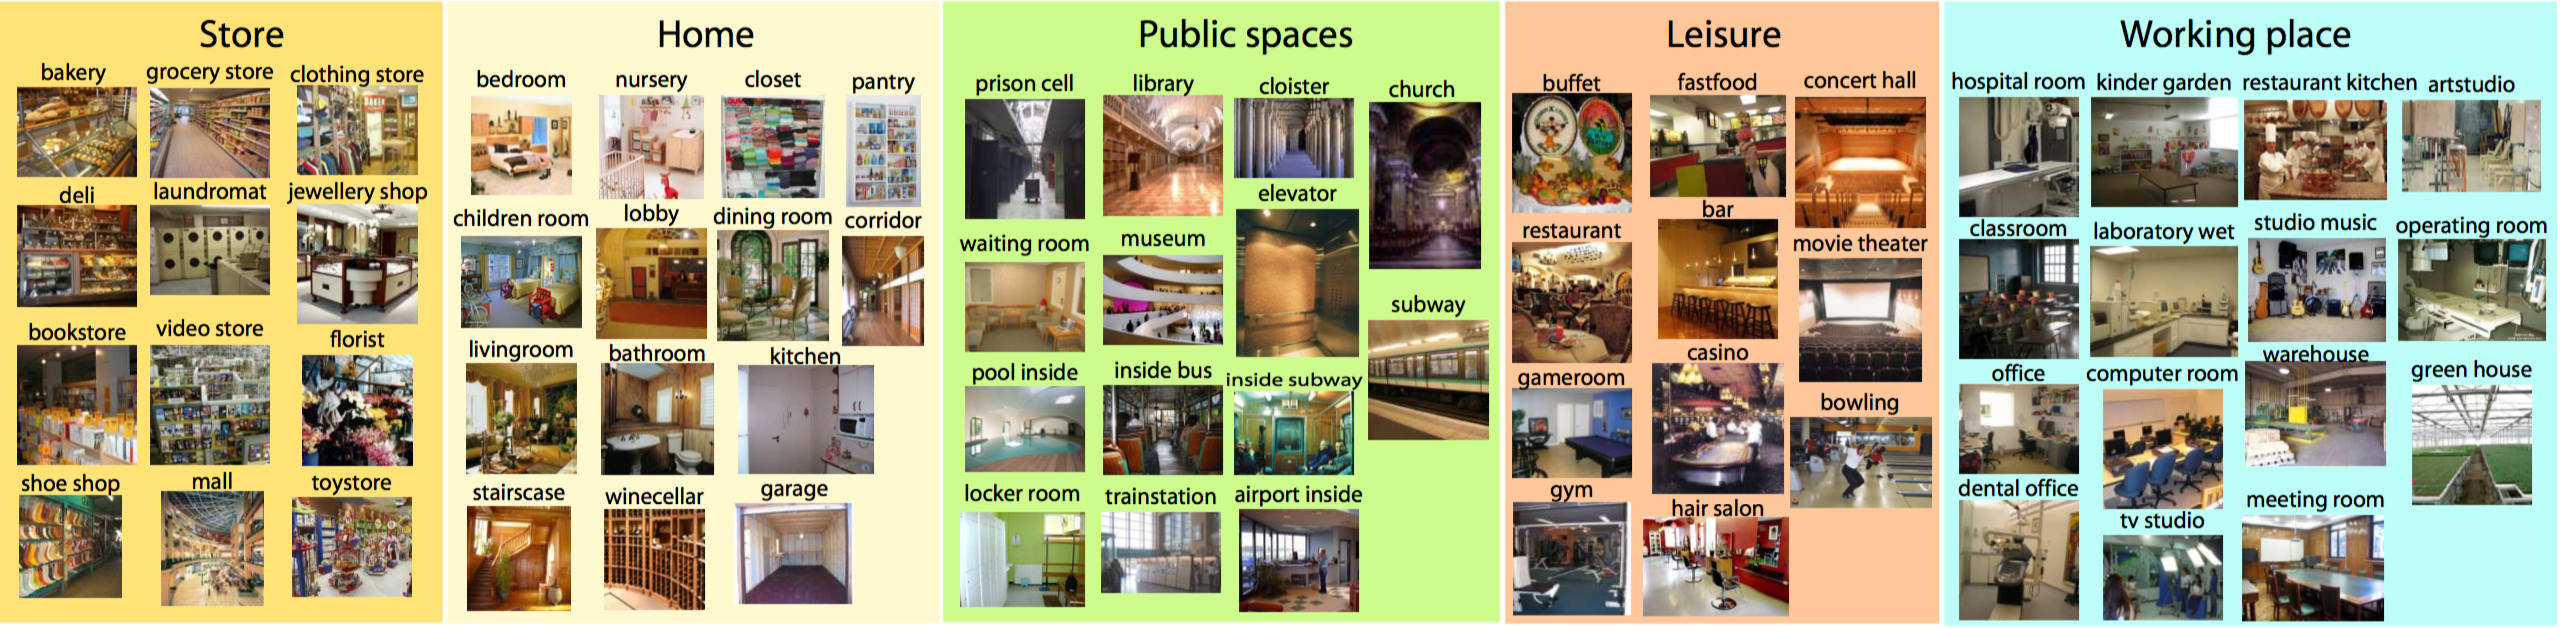 Store
bakery
grocery store
clothing store
deli
laundromat
jewellery shop
bookstore
video store
florist
shoe shop
mall
toystore
Home
bedroom
nursery
closet
pantry
children room
lobby
dining room
corridor
livingroom
bathroom
kitchen
stairscase
winecellar
garage
Public spaces
prison cell
library
cloister
church
elevator
waiting room
museum
subway
pool inside
inside bus
inside subway
locker room
trainstation
airport inside
Leisure
buffet
fastfood
concert hall
restaurant
bar
movie theater
gameroom
casino
bowling
gym
hair salon
Working place
hospital room
kinder garden
restaurant kitchen
artstudio
classroom
laboratory wet
studio music
operating room
office
computer room
warehouse
green house
dental office
tv studio
meeting room